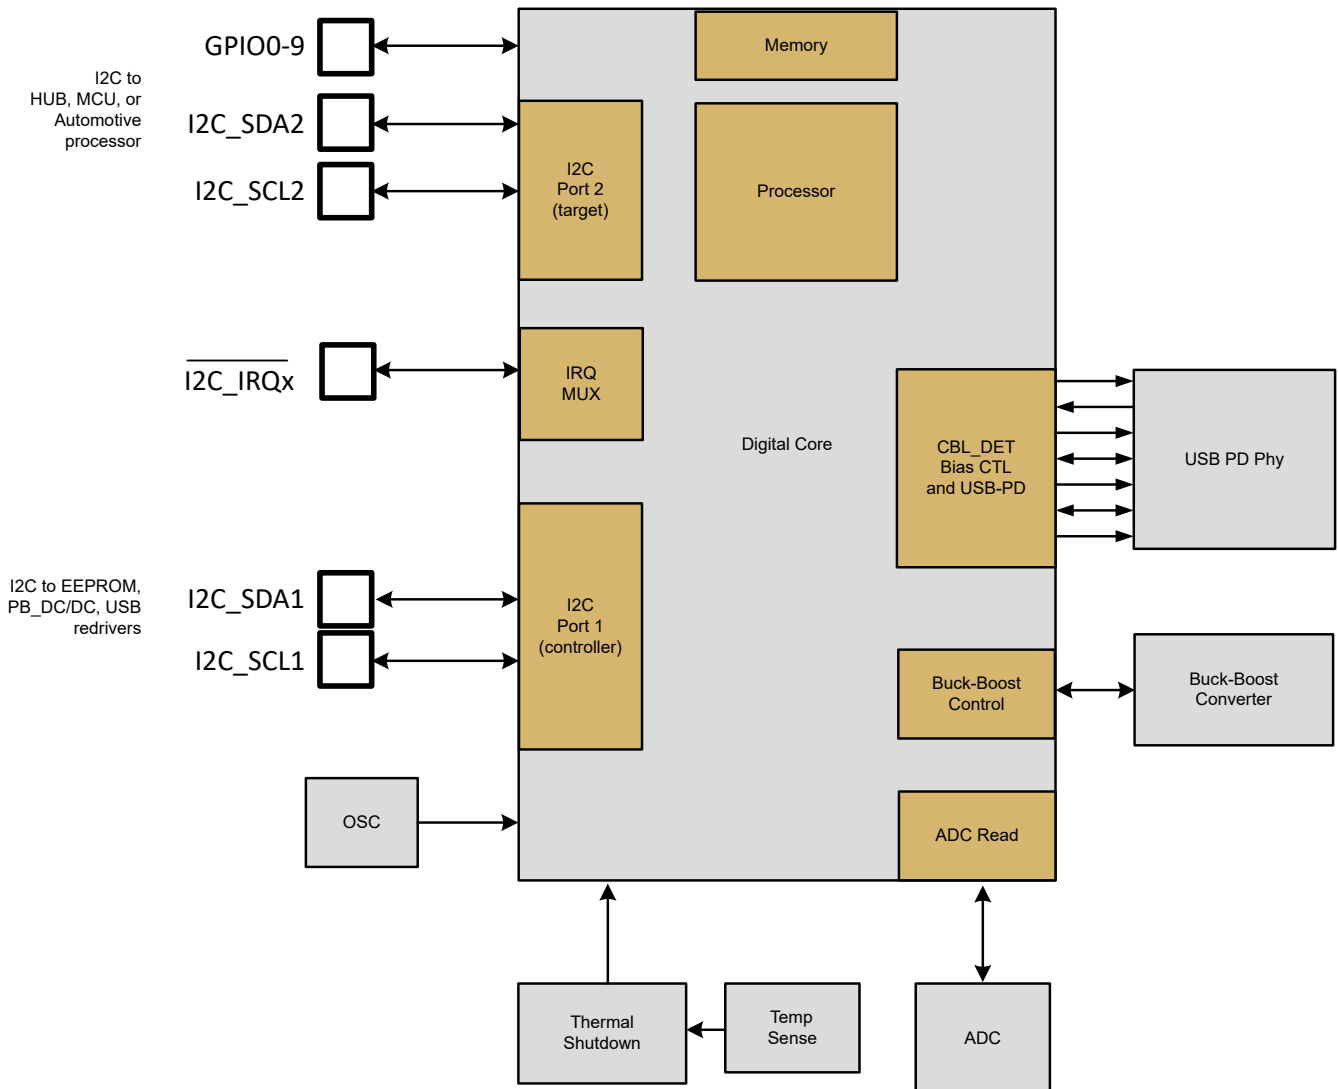 GPIO0-9
I2C to
HUB, MCU, or
Automotive
processor
I2C_SDA2
I2C_SCL2
I2C_IRQx
I2C to EEPROM,
PB_DC/DC, USB
redrivers
I2C_SDA1
I2C_SCL1
Memory
Processor
I2C
Port 2
(target)
IRQ
MUX
Digital Core
CBL_DET
Bias CTL
and USB-PD
USB PD Phy
I2C
Port 1
(controller)
Buck-Boost
Control
Buck-Boost
Converter
OSC
ADC Read
Thermal
Shutdown
Temp
Sense
ADC